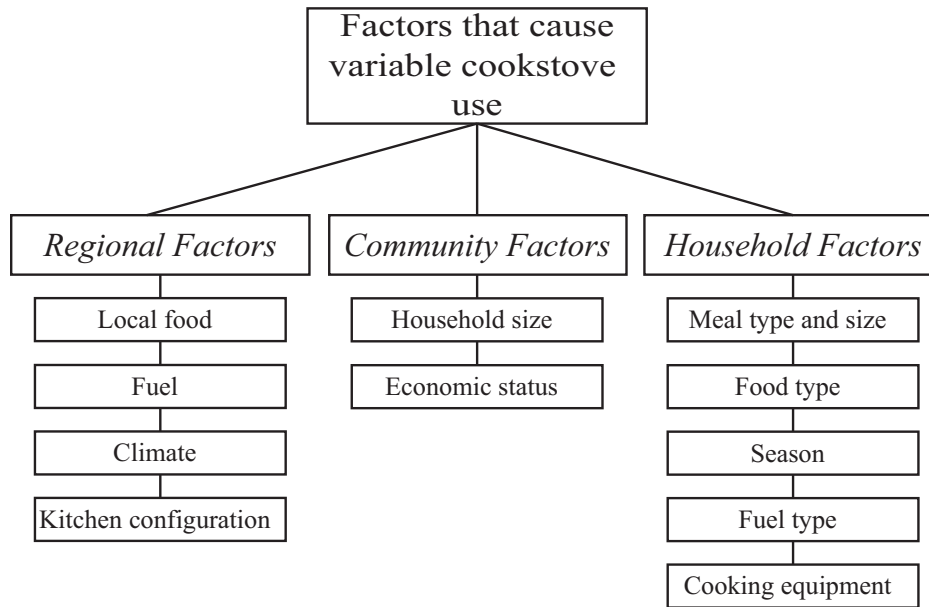 Factors that cause
variable cookstove
use
Regional Factors
Local food
Fuel
Climate
Kitchen configuration
Community Factors
Household size
Economic status
Household Factors
Meal type and size
Food type
Season
Fuel type
Cooking equipment